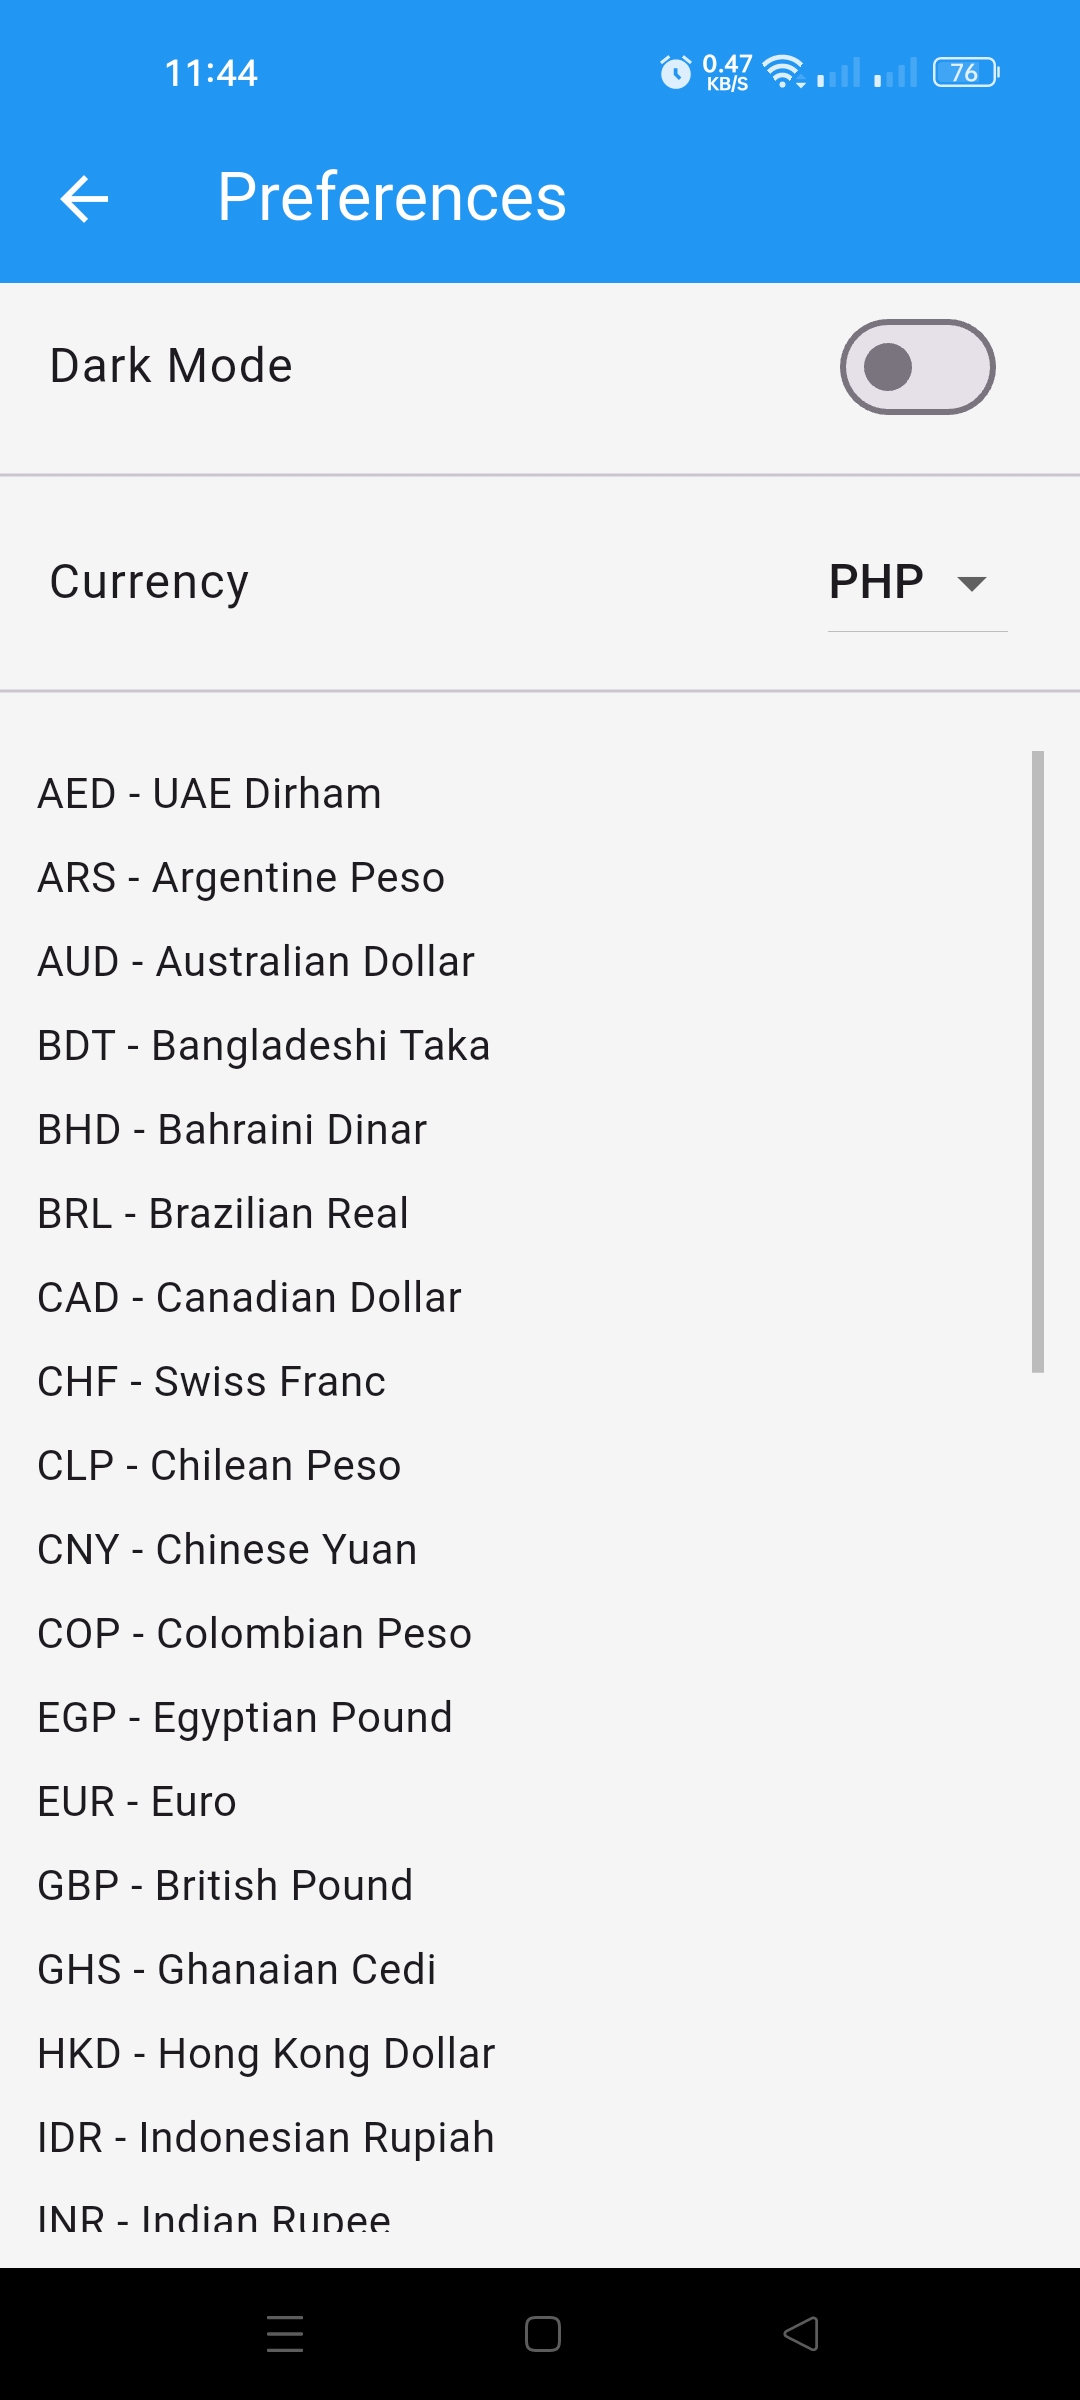 11:44
0.47
KB/S
76
Preferences
Dark Mode
Currency
PHP
AED - UAE Dirham
ARS - Argentine Peso
AUD - Australian Dollar
BDT - Bangladeshi Taka
BHD - Bahraini Dinar
BRL - Brazilian Real
CAD - Canadian Dollar
CHF - Swiss Franc
CLP - Chilean Peso
CNY - Chinese Yuan
COP - Colombian Peso
EGP - Egyptian Pound
EUR - Euro
GBP - British Pound
GHS - Ghanaian Cedi
HKD - Hong Kong Dollar
IDR - Indonesian Rupiah
INR - Indian Rupee